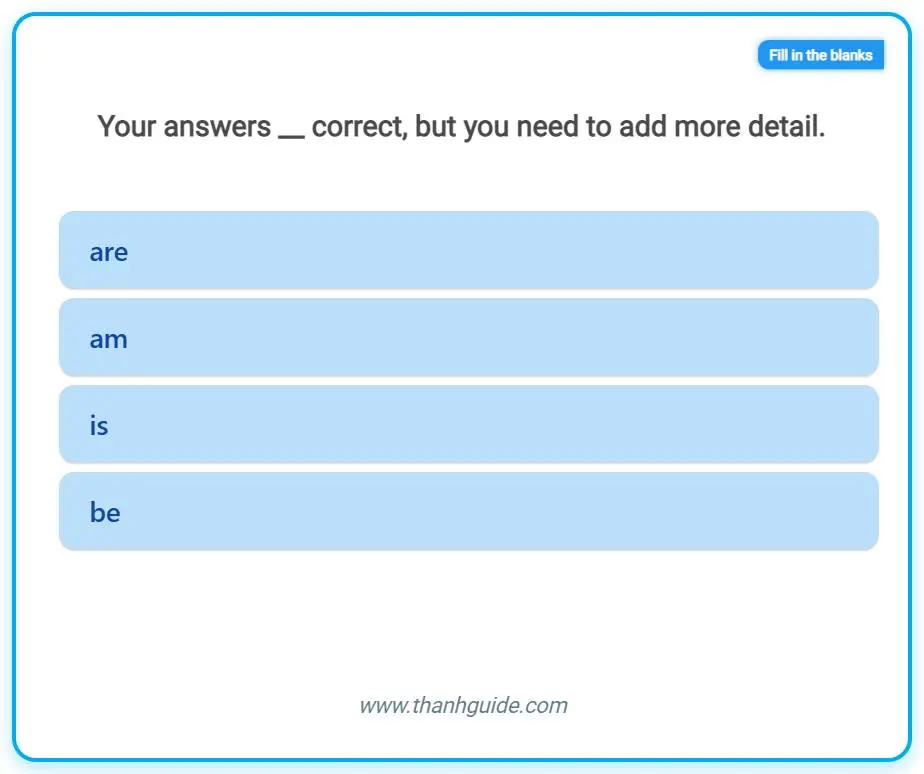 Fill in the blanks
Your answers __ correct, but you need to add more detail.
are
am
is
be
www.thanhguide.com